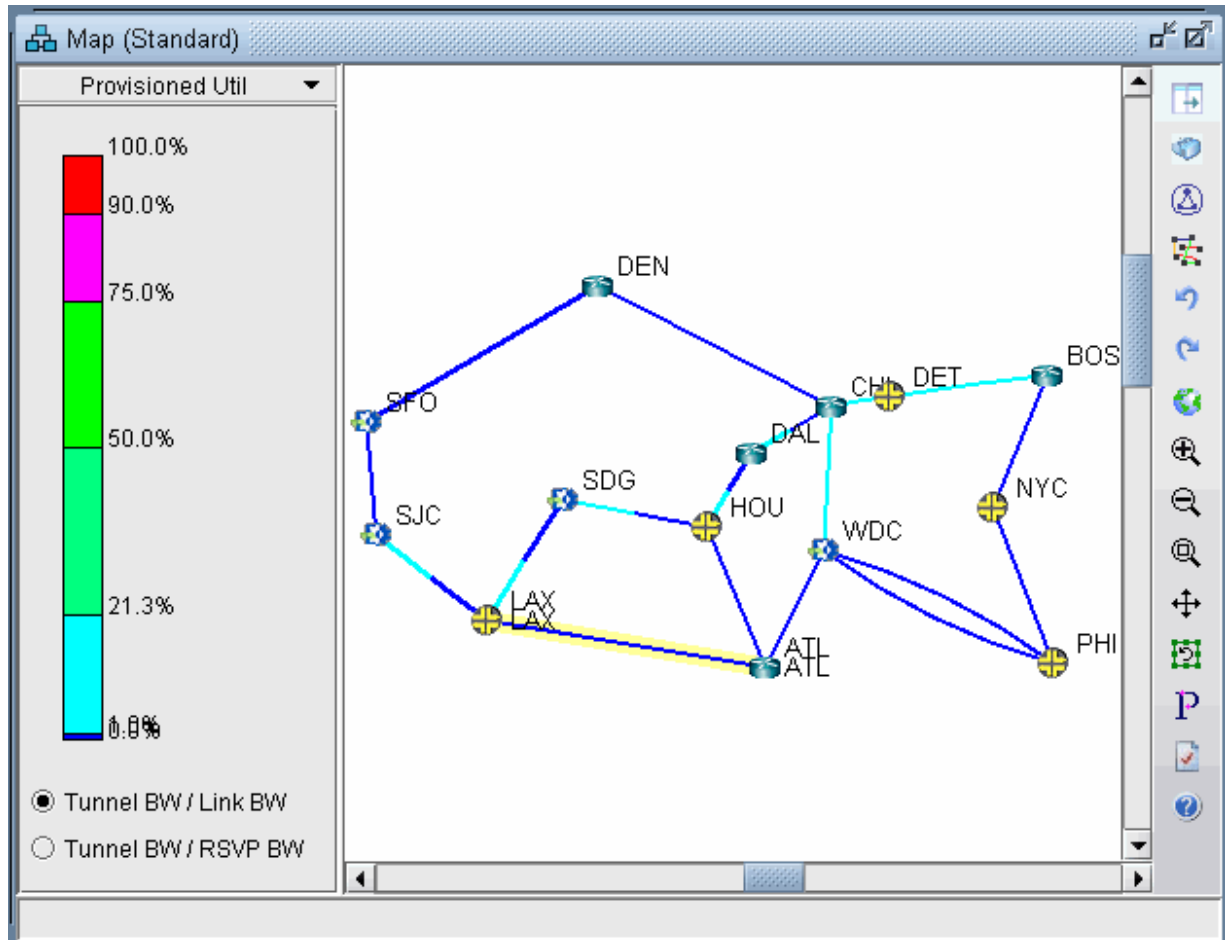 Map (Standard)
Provisioned Util
100.0%
90.0%
75.0%
50.0%
21.3%
0.0%
Tunnel BW / Link BW
Tunnel BW / RSVP BW
DEN
BOS
CHI
DET
SFO
DAL
SDG
NYC
HOU
SJC
WDC
LAX
LAX
ATL
ATL
PHI
P